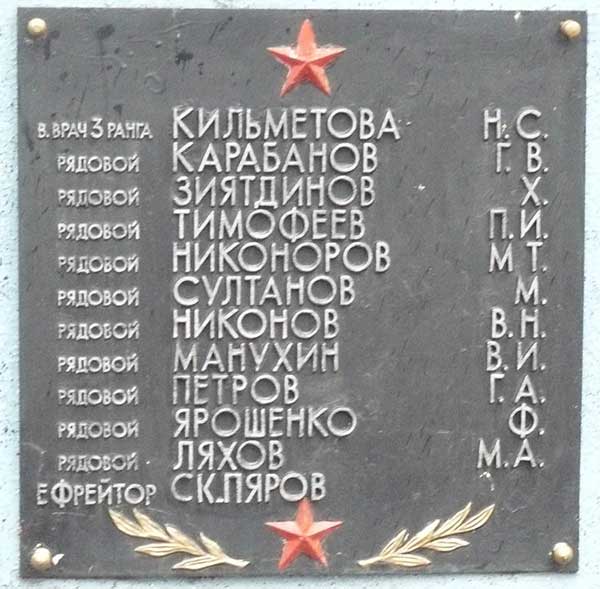 В. ВРАЧ 3 РАНГА КИЛЬМЕТОВА Н. С.
РЯДОВОЙ КАРАБАНОВ Г. В.
РЯДОВОЙ ЗИЯТДИНОВ Х.
РЯДОВОЙ ТИМОФЕЕВ П. И.
РЯДОВОЙ НИКОНОРОВ М Т.
РЯДОВОЙ СУЛТАНОВ М.
РЯДОВОЙ НИКОНОВ В. Н.
РЯДОВОЙ МАНУХИН В. И.
РЯДОВОЙ ПЕТРОВ Г. А.
РЯДОВОЙ ЯРОШЕНКО Ф.
РЯДОВОЙ ЛЯХОВ М. А.
ЕФРЕЙТОР СКЛЯРОВ